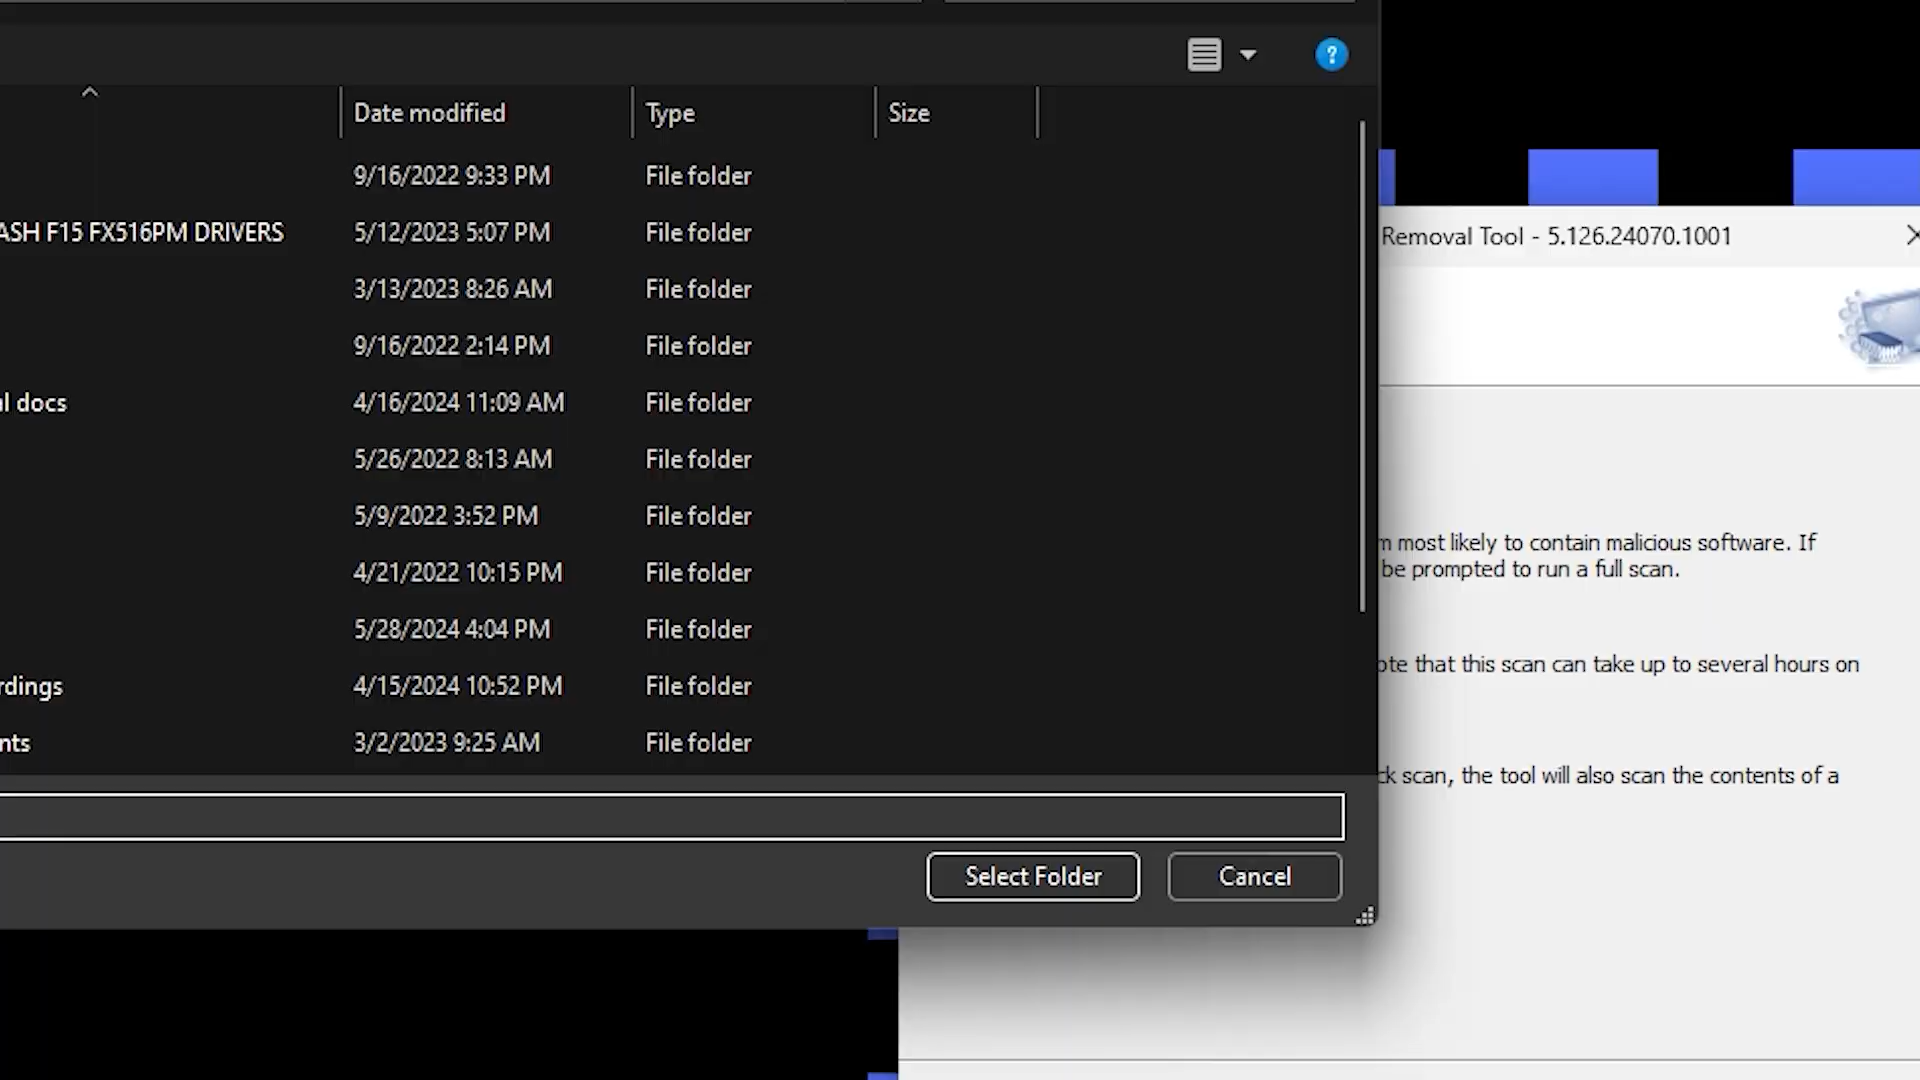 ?
Date modified Type Size
9/16/2022 9:33 PM File folder
F15 FX516PM DRIVERS 5/12/2023 5:07 PM File folder
3/13/2023 8:26 AM File folder
9/16/2022 2:14 PM File folder
docs 4/16/2024 11:09 AM File folder
5/26/2022 8:13 AM File folder
5/9/2022 3:52 PM File folder
4/21/2022 10:15 PM File folder
5/28/2024 4:04 PM File folder
4/15/2024 10:52 PM File folder
3/2/2023 9:25 AM File folder
Select Folder Cancel
Removal Tool - 5.126.24070.1001
most likely to contain malicious software. If
be prompted to run a full scan.
that this scan can take up to several hours on
scan, the tool will also scan the contents of a